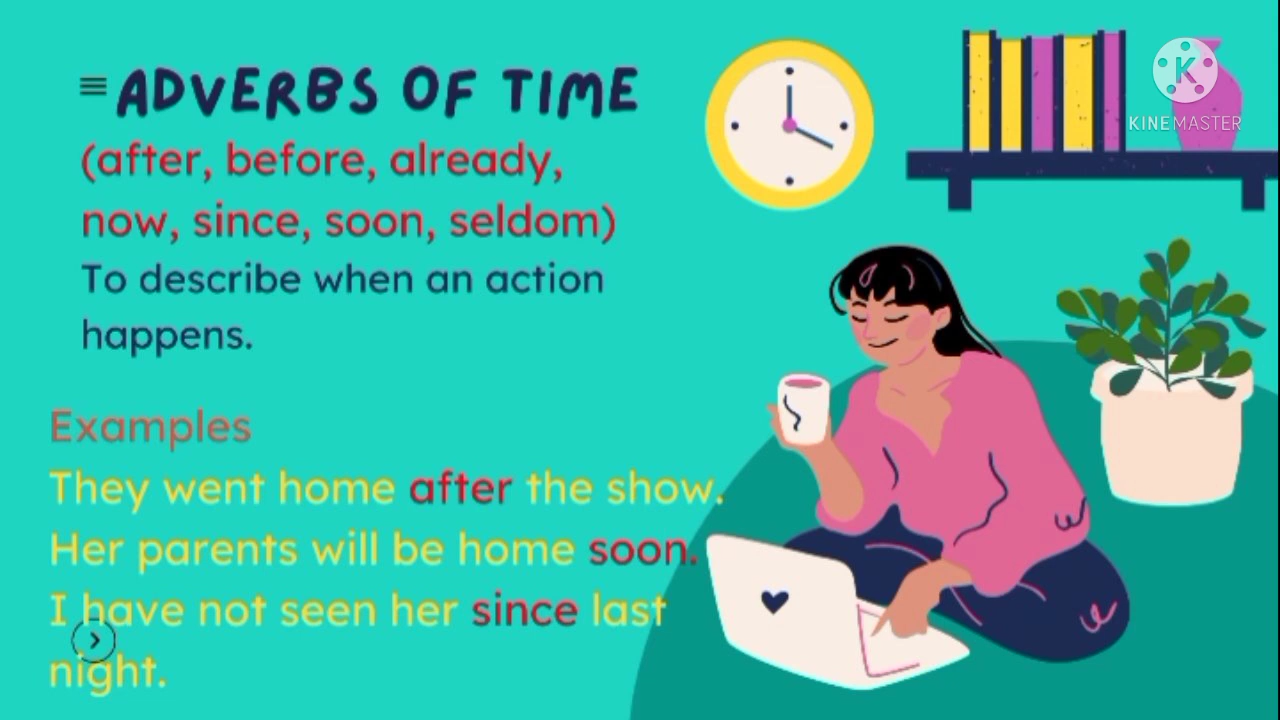 ADVERBS OF TIME
(after, before, already,
now, since, soon, seldom)
To describe when an action
happens.
Examples
They went home after the show.
Her parents will be home soon.
I have not seen her since last
night.
K
KINEMASTER